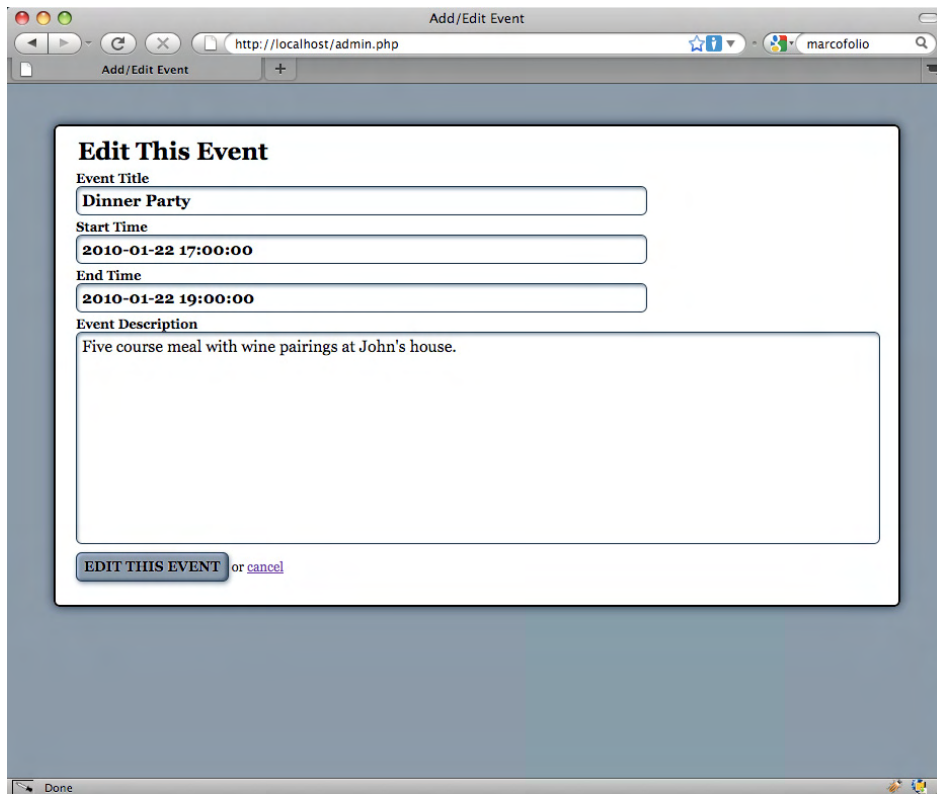 Add/Edit Event
http://localhost/admin.php
marcofolio
Add/Edit Event
Edit This Event
Event Title
Dinner Party
Start Time
2010-01-22 17:00:00
End Time
2010-01-22 19:00:00
Event Description
Five course meal with wine pairings at John's house.
EDIT THIS EVENT or cancel
Done